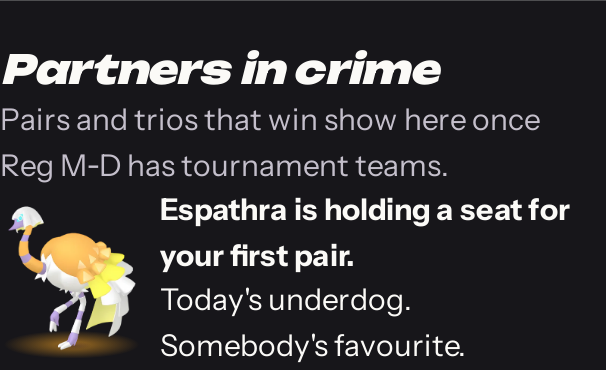 Partners in crime
Pairs and trios that win show here once
Reg M-D has tournament teams.
Espathra is holding a seat for
your first pair.
Today's underdog.
Somebody's favourite.